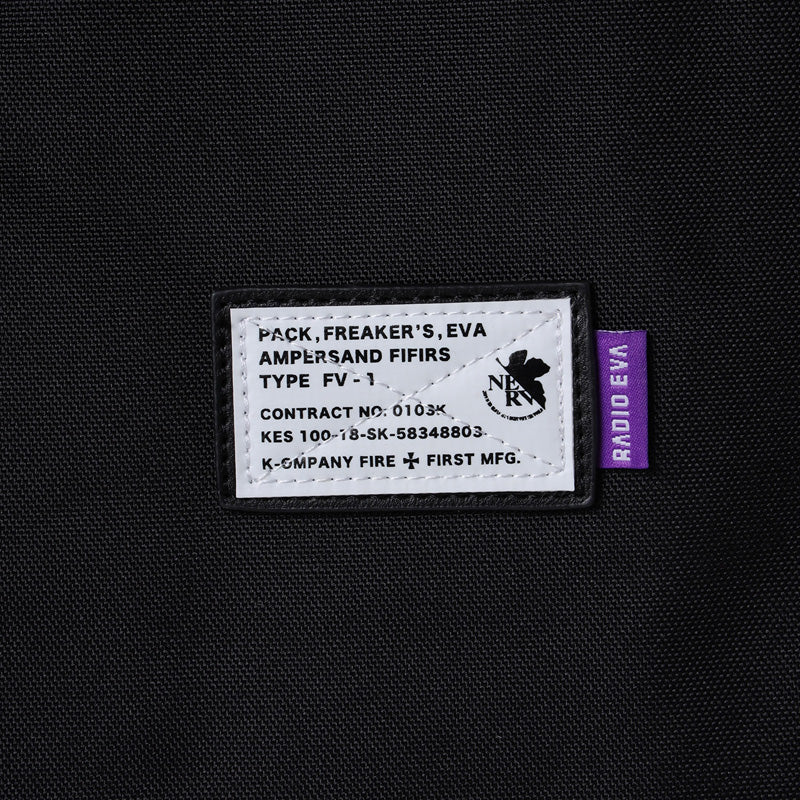 PACK, FREAKER'S, EVA
AMPERSAND FIFIRS
TYPE FV-1
NERV
CONTRACT NO. 0103K
KES 100-18-SK-58348803
K-OMPANY FIRE ✠ FIRST MFG.
RADIO EVA